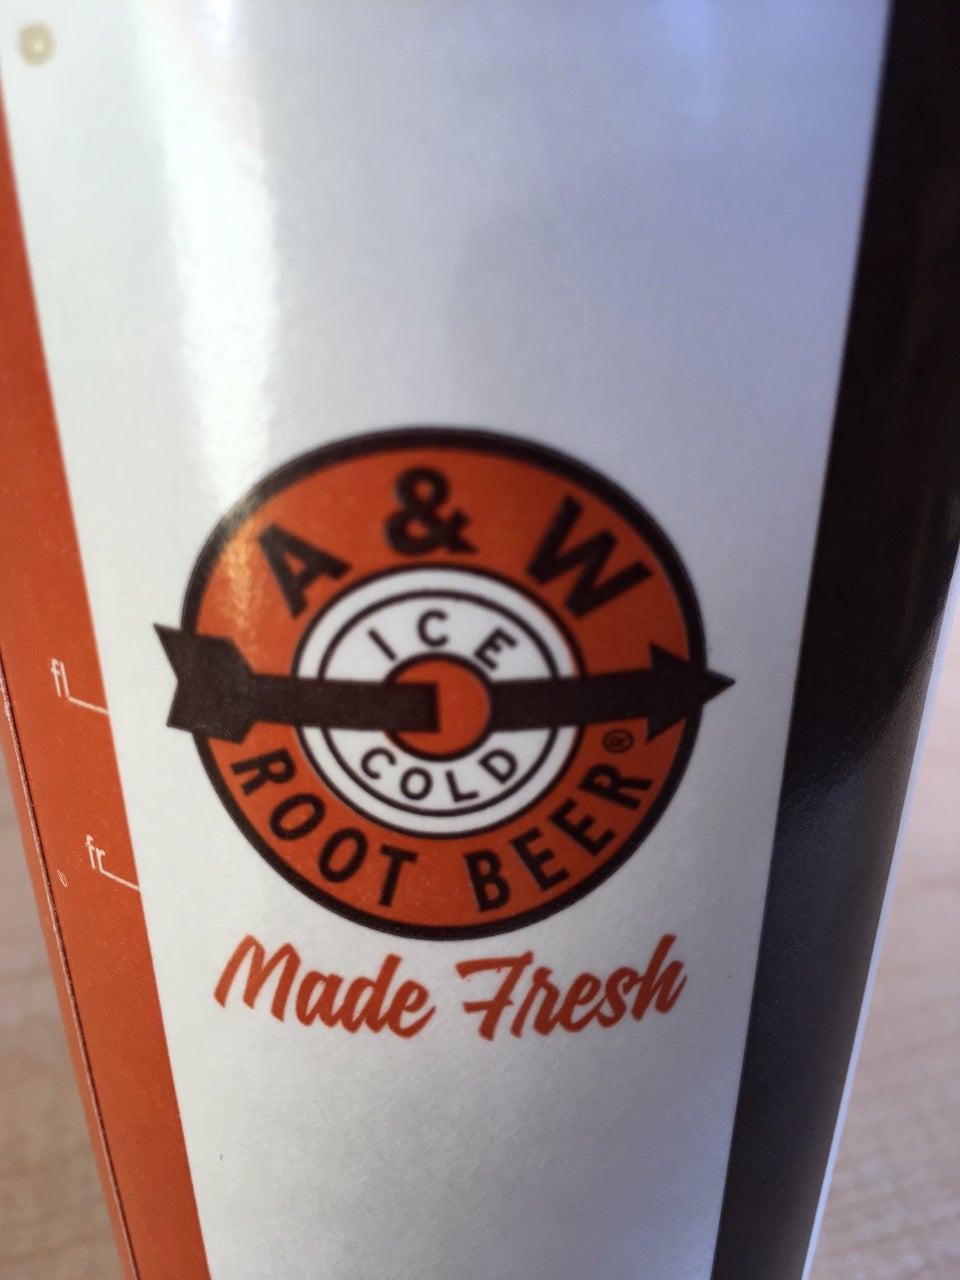 A & W
ICE
COLD
ROOT BEER®
Made Fresh
fl
fr